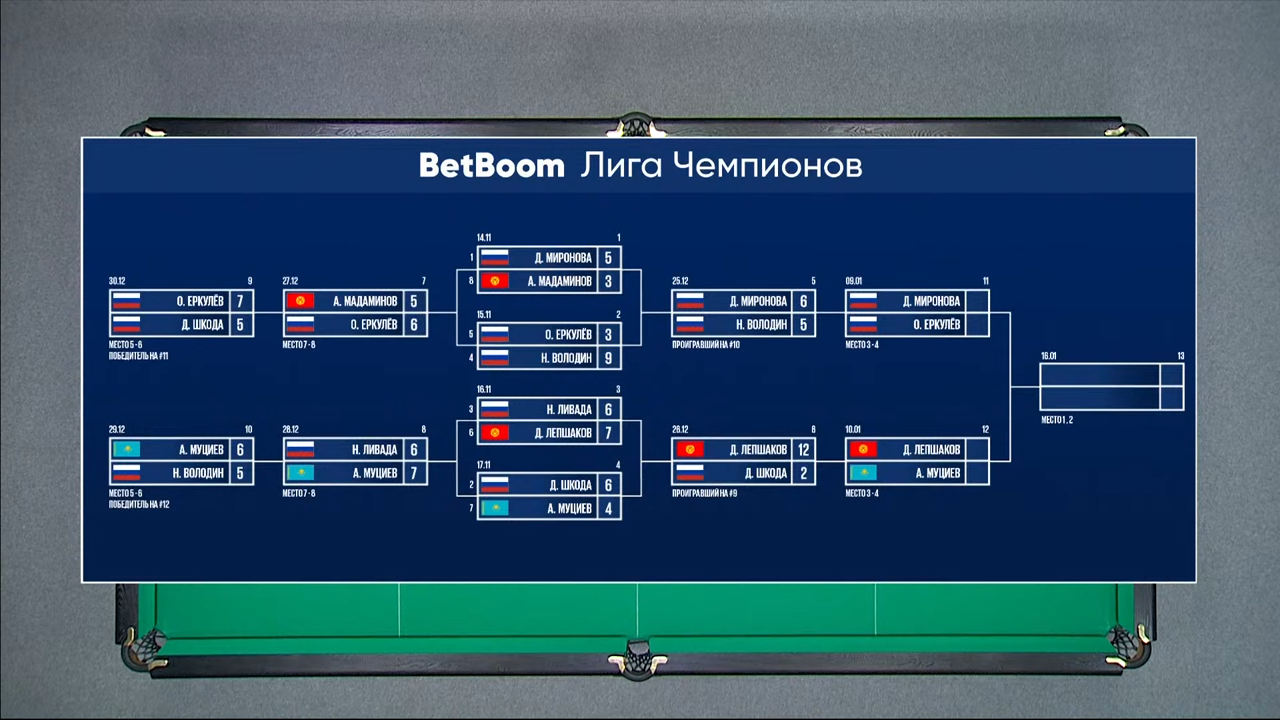 BetBoom Лига Чемпионов
30.12 9
О. ЕРКУЛЁВ 7
Д. ШКОДА 5
МЕСТО 5-6
ПОБЕДИТЕЛЬ НА #11
27.12 7
А. МАДАМИНОВ 5
О. ЕРКУЛЁВ 6
МЕСТО 7-8
14.11 1
1 Д. МИРОНОВА 5
8 А. МАДАМИНОВ 3
15.11 2
5 О. ЕРКУЛЁВ 3
4 Н. ВОЛОДИН 9
25.12 5
Д. МИРОНОВА 6
Н. ВОЛОДИН 5
ПРОИГРАВШИЙ НА #10
09.01 11
Д. МИРОНОВА
О. ЕРКУЛЁВ
МЕСТО 3-4
29.12 10
А. МУЦИЕВ 6
Н. ВОЛОДИН 5
МЕСТО 5-6
ПОБЕДИТЕЛЬ НА #12
28.12 8
Н. ЛИВАДА 6
А. МУЦИЕВ 7
МЕСТО 7-8
16.11 3
3 Н. ЛИВАДА 6
6 Д. ЛЕПШАКОВ 7
17.11 4
2 Д. ШКОДА 6
7 А. МУЦИЕВ 4
26.12 6
Д. ЛЕПШАКОВ 12
Д. ШКОДА 2
ПРОИГРАВШИЙ НА #9
10.01 12
Д. ЛЕПШАКОВ
А. МУЦИЕВ
МЕСТО 3-4
16.01 13
МЕСТО 1, 2